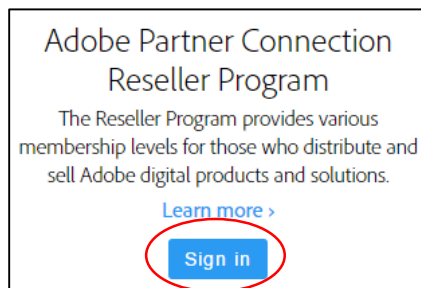 Adobe Partner Connection
Reseller Program
The Reseller Program provides various
membership levels for those who distribute and
sell Adobe digital products and solutions.
Learn more ›
Sign in